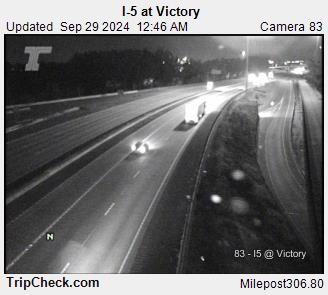 I-5 at Victory
Updated Sep 29 2024 12:46 AM Camera 83
T
N
83 - I5 @ Victory
TripCheck.com Milepost306.80